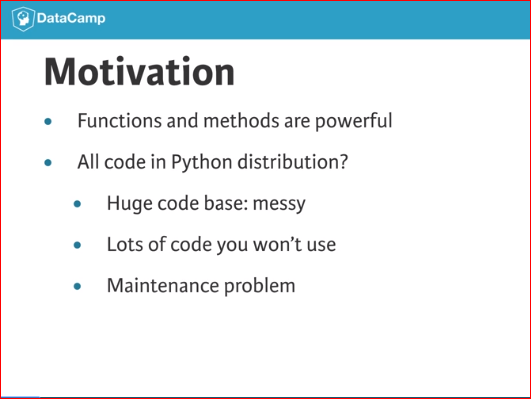 DataCamp
Motivation
Functions and methods are powerful
All code in Python distribution?
Huge code base: messy
Lots of code you won’t use
Maintenance problem